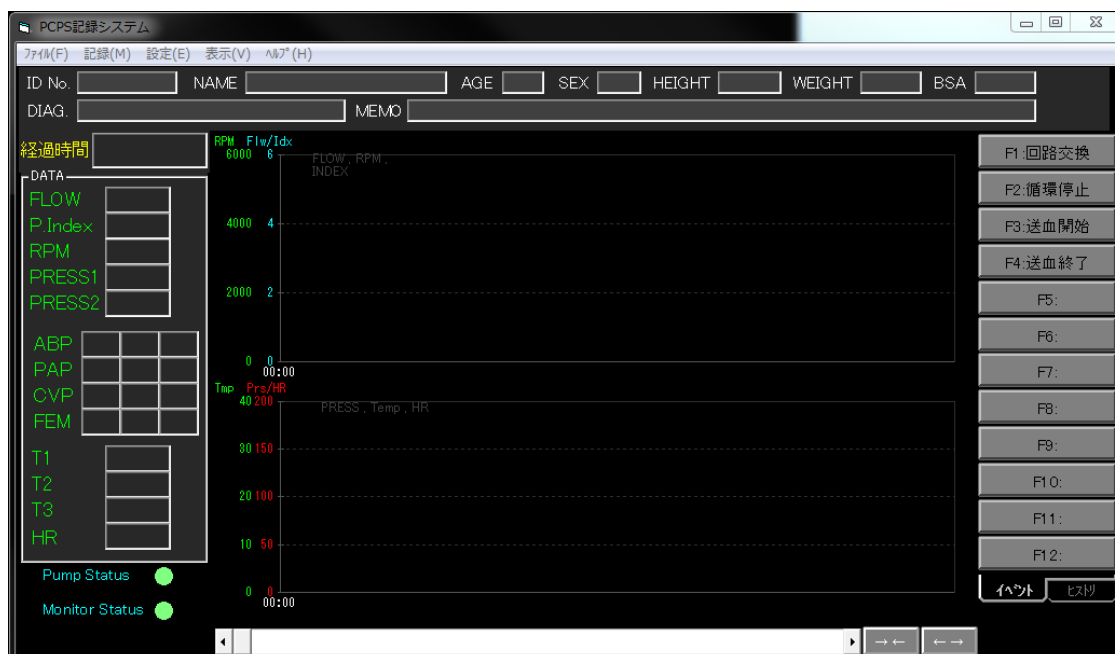 PCPS記録システム
ﾌｧｲﾙ(F) 記録(M) 設定(E) 表示(V) ﾍﾙﾌﾟ(H)
ID No. NAME AGE SEX HEIGHT WEIGHT BSA
DIAG. MEMO
経過時間
DATA
FLOW
P.Index
RPM
PRESS1
PRESS2
ABP
PAP
CVP
FEM
T1
T2
T3
HR
Pump Status
Monitor Status
RPM Flw/Idx
6000 6
FLOW , RPM ,
INDEX
4000 4
2000 2
0 0
00:00
Tmp Prs/HR
40 200
PRESS , Temp , HR
30 150
20 100
10 50
0 0
00:00
→← ←→
F1:回路交換
F2:循環停止
F3:送血開始
F4:送血終了
F5:
F6:
F7:
F8:
F9:
F10:
F11:
F12:
ｲﾍﾞﾝﾄ ﾋｽﾄﾘ